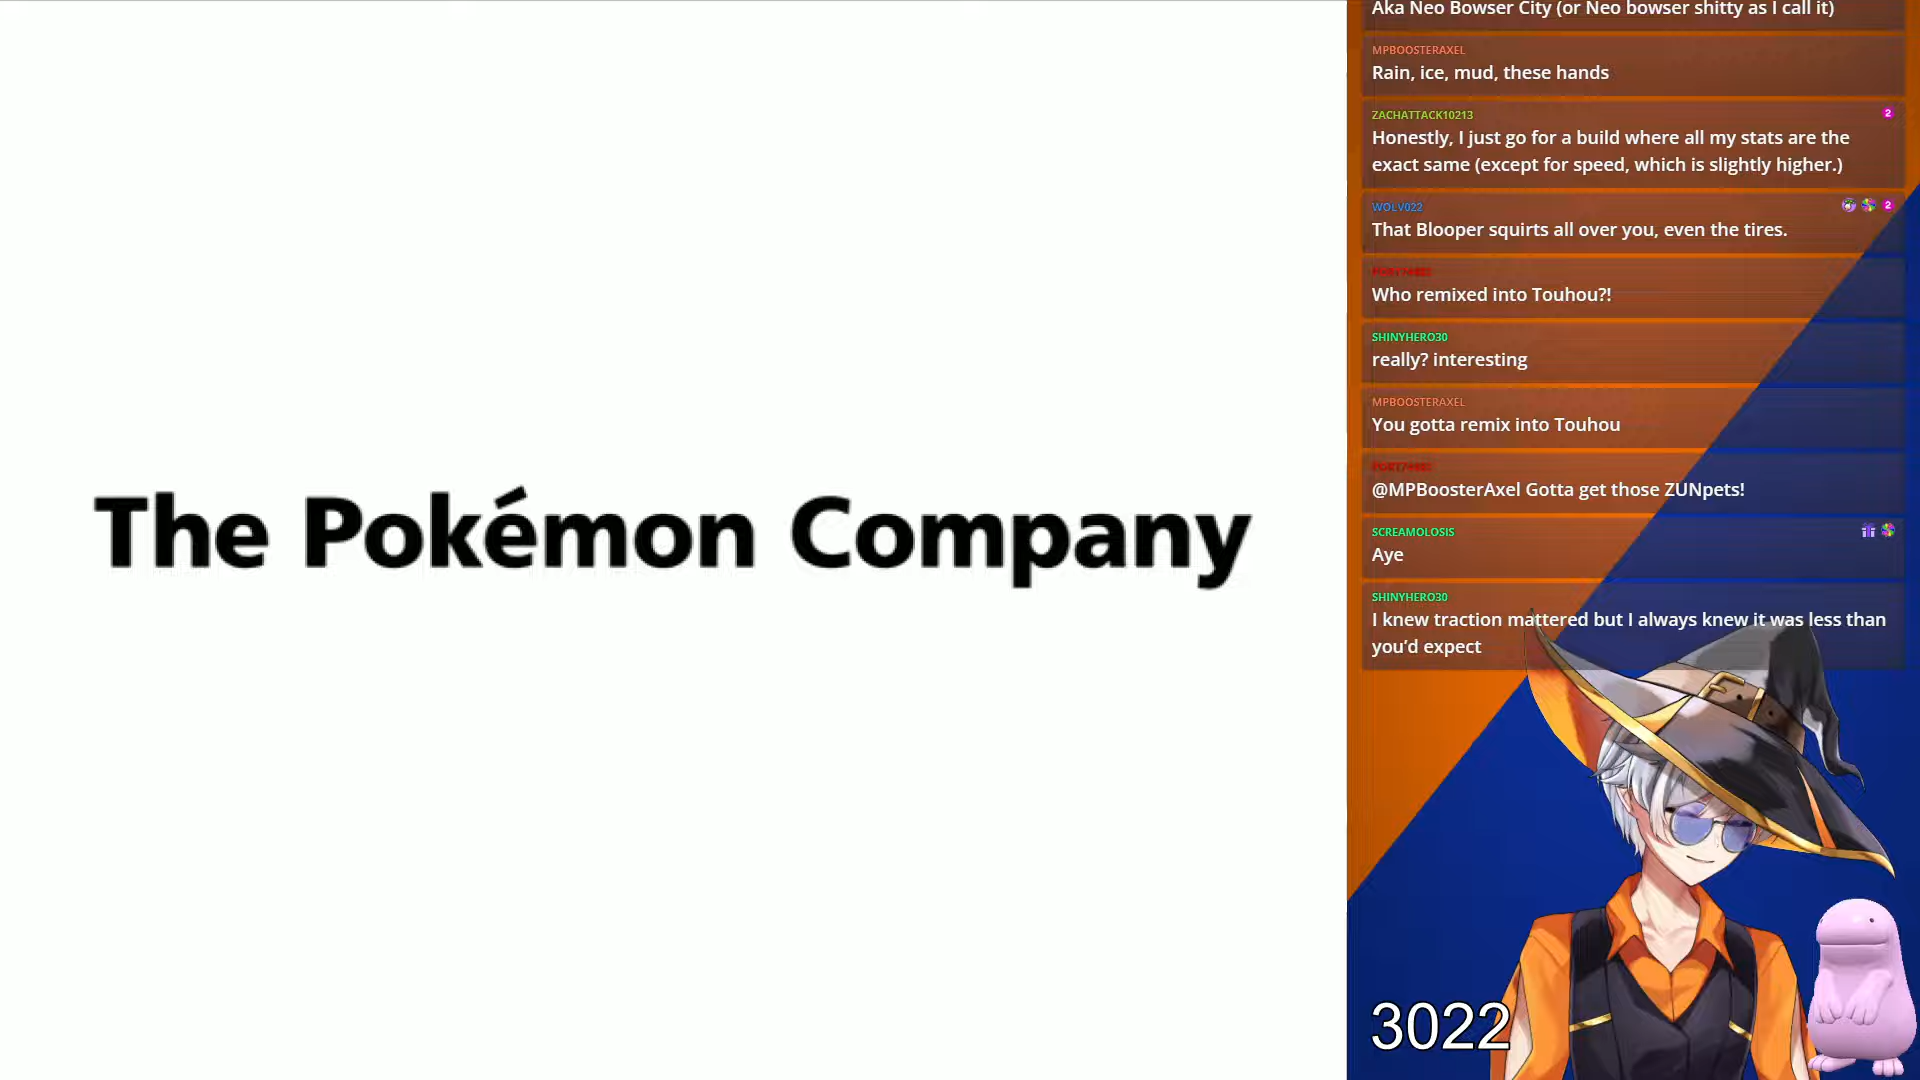 The Pokémon Company
Aka Neo Bowser City (or Neo bowser shitty as I call it)
MPBOOSTERAXEL
Rain, ice, mud, these hands
ZACHATTACK10213
2
Honestly, I just go for a build where all my stats are the
exact same (except for speed, which is slightly higher.)
WOLV022
2
That Blooper squirts all over you, even the tires.
Who remixed into Touhou?!
SHINYHERO30
really? interesting
MPBOOSTERAXEL
You gotta remix into Touhou
@MPBoosterAxel Gotta get those ZUNpets!
SCREAMOLOSIS
Aye
SHINYHERO30
I knew traction mattered but I always knew it was less than
you’d expect
3022